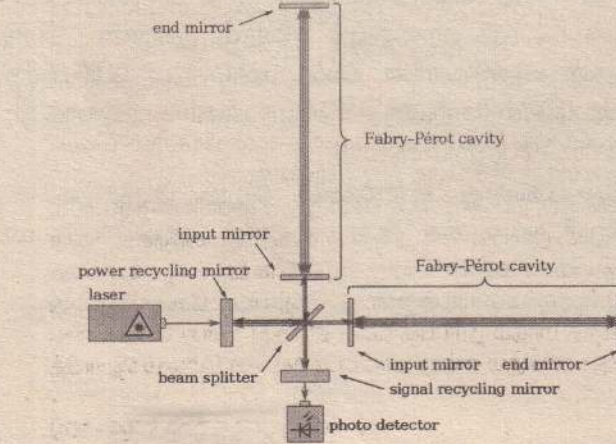 end mirror
Fabry–Pérot cavity
input mirror
power recycling mirror
Fabry–Pérot cavity
laser
input mirror
end mirror
beam splitter
signal recycling mirror
photo detector